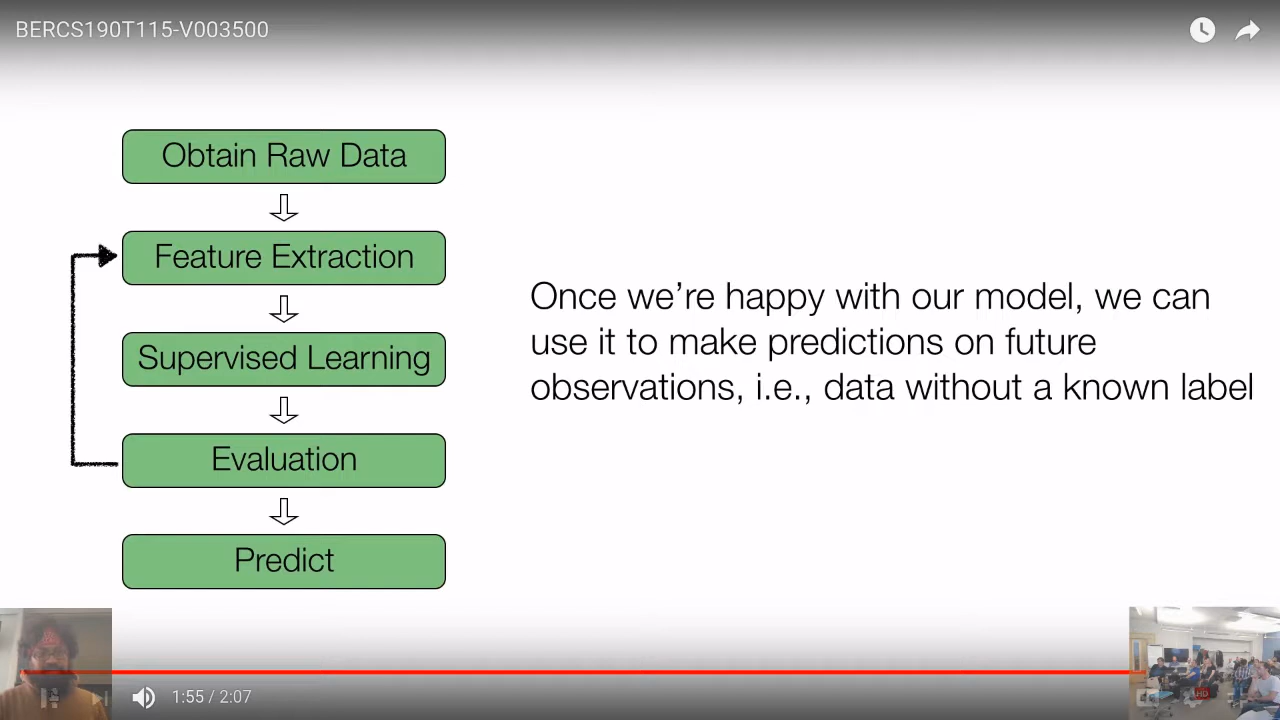 BERCS190T115-V003500
Obtain Raw Data
Feature Extraction
Supervised Learning
Evaluation
Predict
Once we’re happy with our model, we can
use it to make predictions on future
observations, i.e., data without a known label
1:55 / 2:07
HD